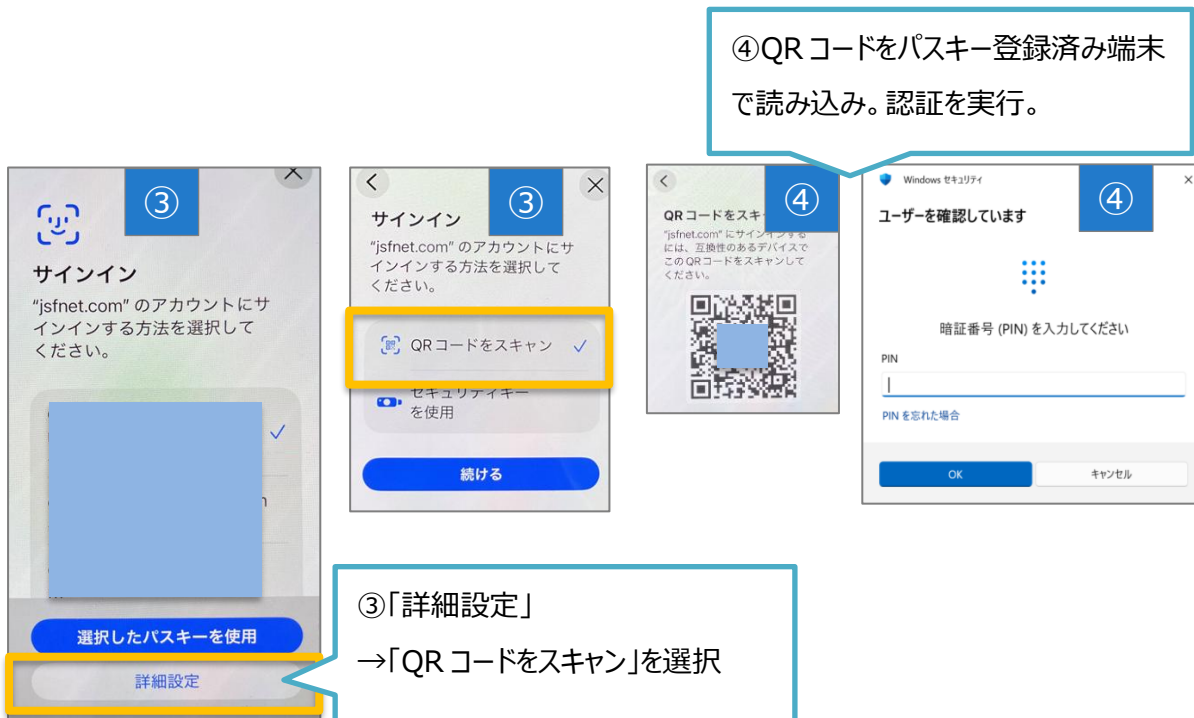 ④QRコードをパスキー登録済み端末
で読み込み。認証を実行。
③
サインイン
“jsfnet.com” のアカウントにサ
インインする方法を選択して
ください。
選択したパスキーを使用
詳細設定
③
サインイン
“jsfnet.com” のアカウントにサ
インインする方法を選択して
ください。
QRコードをスキャン
セキュリティキー
を使用
続ける
④
QRコードをスキ
“jsfnet.com” にサインインする
には、互換性のあるデバイスで
このQRコードをスキャンして
ください。
④
Windows セキュリティ
ユーザーを確認しています
暗証番号 (PIN) を入力してください
PIN
PIN を忘れた場合
OK
キャンセル
③「詳細設定」
→「QRコードをスキャン」を選択